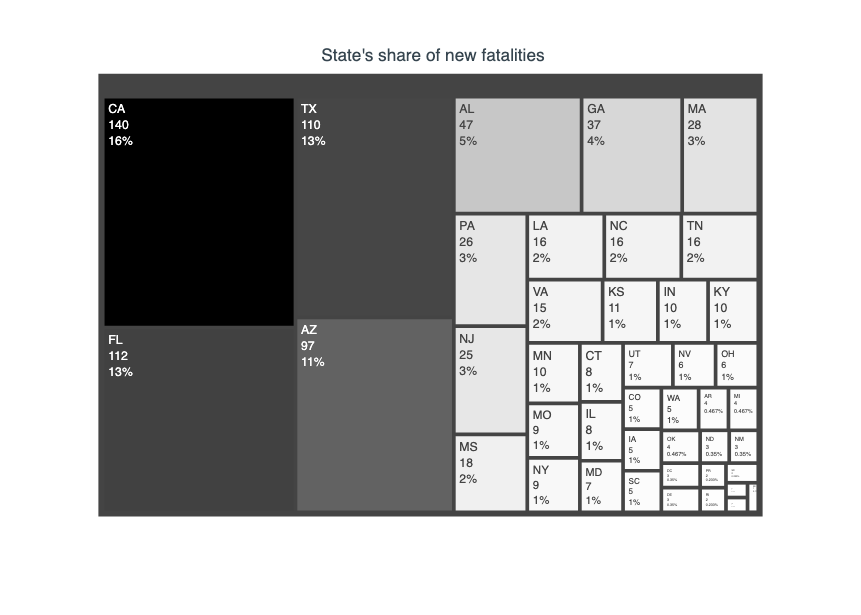 State's share of new fatalities
CA
140
16%
FL
112
13%
TX
110
13%
AZ
97
11%
AL
47
5%
GA
37
4%
MA
28
3%
PA
26
3%
NJ
25
3%
MS
18
2%
LA
16
2%
NC
16
2%
TN
16
2%
VA
15
2%
KS
11
1%
IN
10
1%
KY
10
1%
MN
10
1%
MO
9
1%
NY
9
1%
CT
8
1%
IL
8
1%
MD
7
1%
UT
7
1%
NV
6
1%
OH
6
1%
CO
5
1%
IA
5
1%
SC
5
1%
WA
5
1%
AR
4
0.467%
MI
4
0.467%
OK
4
0.467%
ND
3
0.35%
NM
3
0.35%